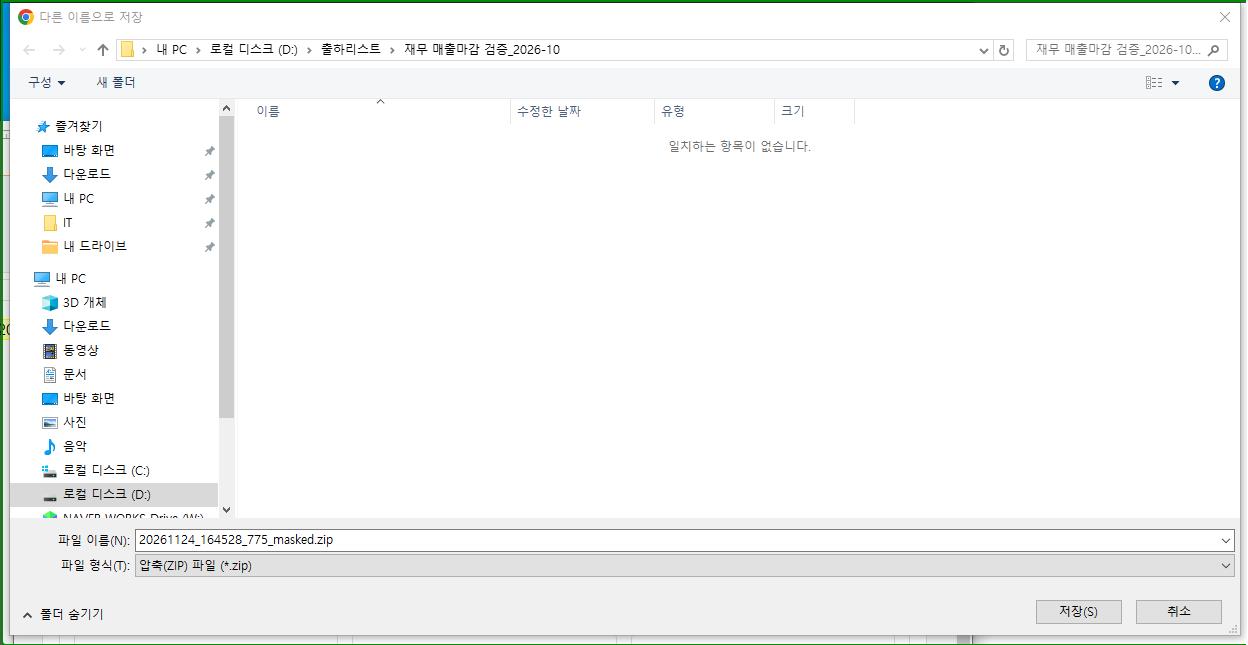 다른 이름으로 저장
내 PC > 로컬 디스크 (D:) > 출하리스트 > 재무 매출마감 검증_2026-10
재무 매출마감 검증_2026-10...
구성
새 폴더
이름
수정한 날짜
유형
크기
일치하는 항목이 없습니다.
즐겨찾기
바탕 화면
다운로드
내 PC
IT
내 드라이브
내 PC
3D 개체
다운로드
동영상
문서
바탕 화면
사진
음악
로컬 디스크 (C:)
로컬 디스크 (D:)
NAVER WORKS Drive (W:)
파일 이름(N):
20261124_164528_775_masked.zip
파일 형식(T):
압축(ZIP) 파일 (*.zip)
폴더 숨기기
저장(S)
취소